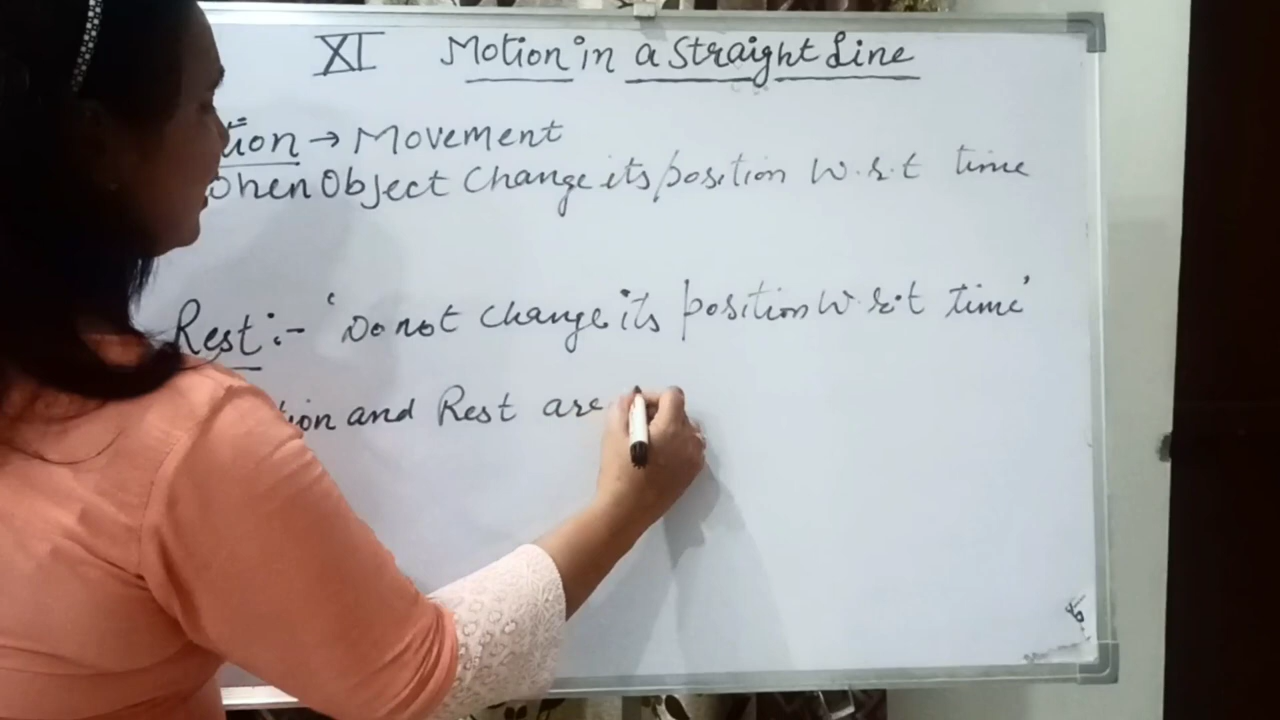 XI Motion in a Straight Line
tion → Movement
When Object Change its position W.r.t time
Rest :- 'Do not change its position W.r.t time'
tion and Rest are